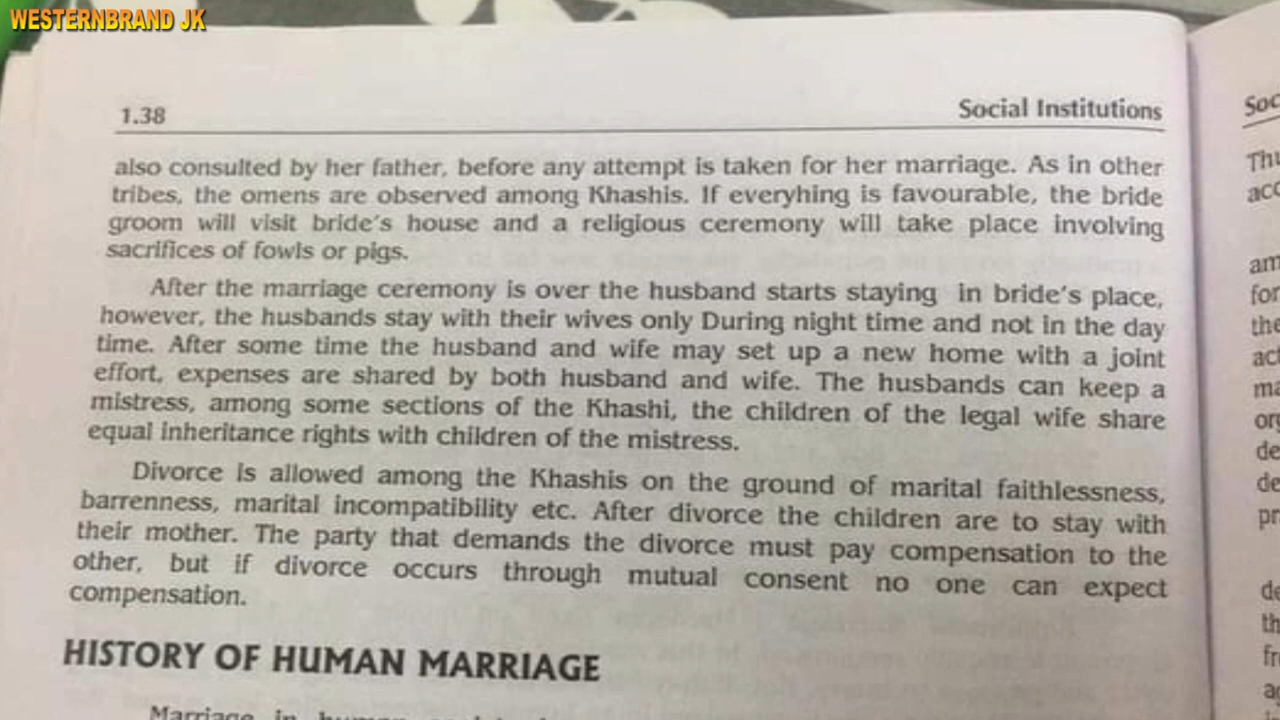 WESTERNBRAND JK
1.38 Social Institutions
also consulted by her father, before any attempt is taken for her marriage. As in other
tribes, the omens are observed among Khashis. If everyhing is favourable, the bride
groom will visit bride's house and a religious ceremony will take place involving
sacrifices of fowls or pigs.
After the marriage ceremony is over the husband starts staying in bride's place,
however, the husbands stay with their wives only During night time and not in the day
time. After some time the husband and wife may set up a new home with a joint
effort, expenses are shared by both husband and wife. The husbands can keep a
mistress, among some sections of the Khashi, the children of the legal wife share
equal inheritance rights with children of the mistress.
Divorce is allowed among the Khashis on the ground of marital faithlessness,
barrenness, marital incompatibility etc. After divorce the children are to stay with
their mother. The party that demands the divorce must pay compensation to the
other, but if divorce occurs through mutual consent no one can expect
compensation.
HISTORY OF HUMAN MARRIAGE
Marriage in human